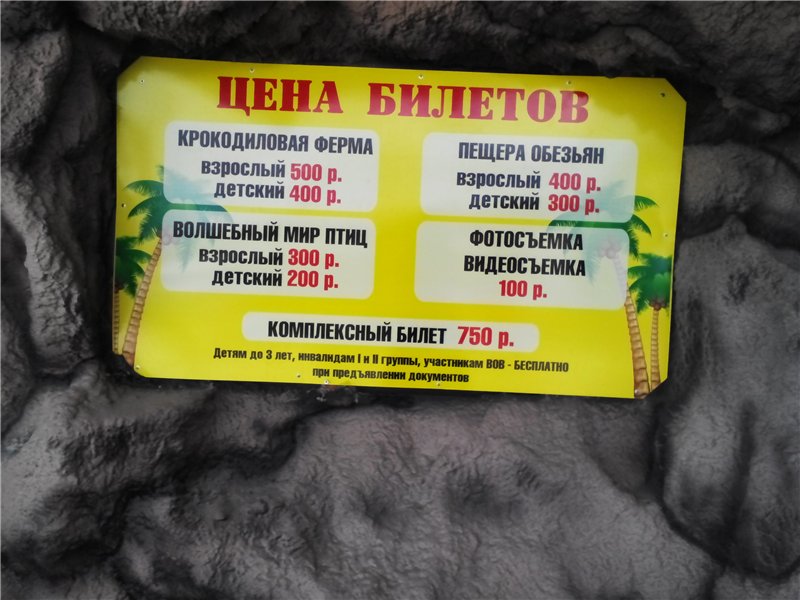 ЦЕНА БИЛЕТОВ
КРОКОДИЛОВАЯ ФЕРМА
взрослый 500 р.
детский 400 р.
ПЕЩЕРА ОБЕЗЬЯН
взрослый 400 р.
детский 300 р.
ВОЛШЕБНЫЙ МИР ПТИЦ
взрослый 300 р.
детский 200 р.
ФОТОСЪЕМКА
ВИДЕОСЪЕМКА
100 р.
КОМПЛЕКСНЫЙ БИЛЕТ 750 р.
Детям до 3 лет, инвалидам I и II группы, участникам ВОВ - БЕСПЛАТНО
при предъявлении документов